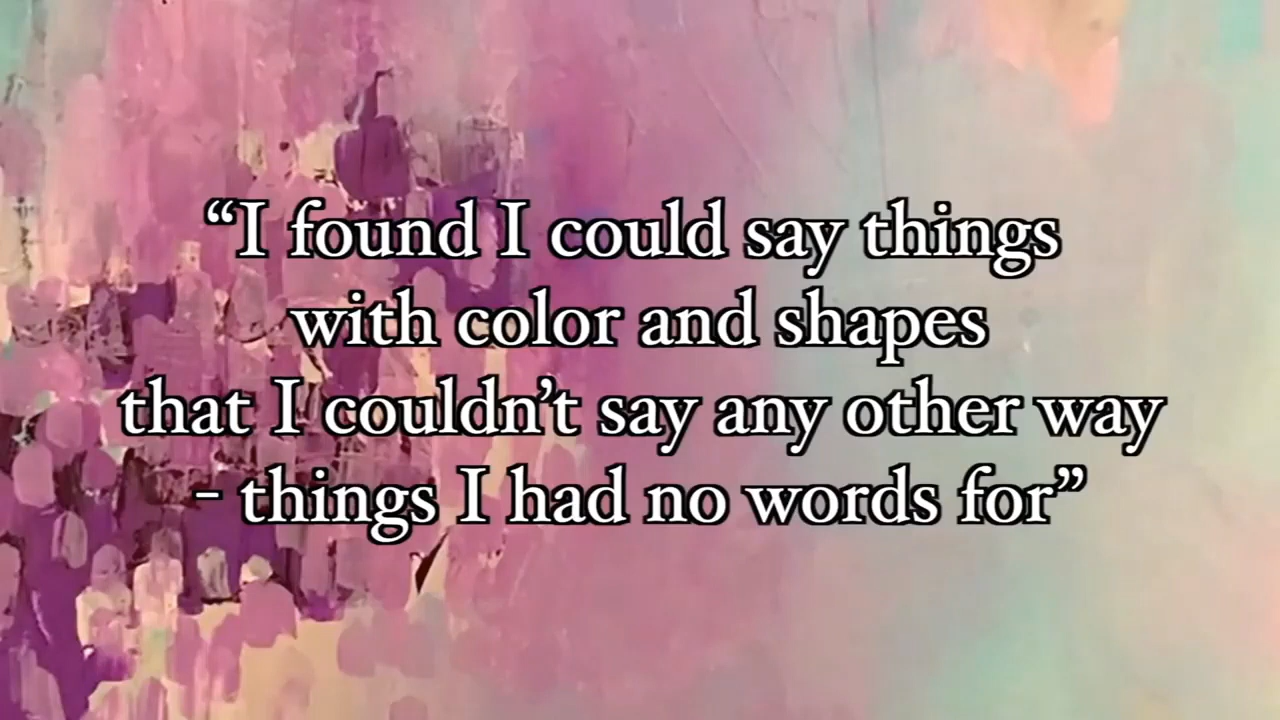 “I found I could say things
with color and shapes
that I couldn’t say any other way
- things I had no words for”